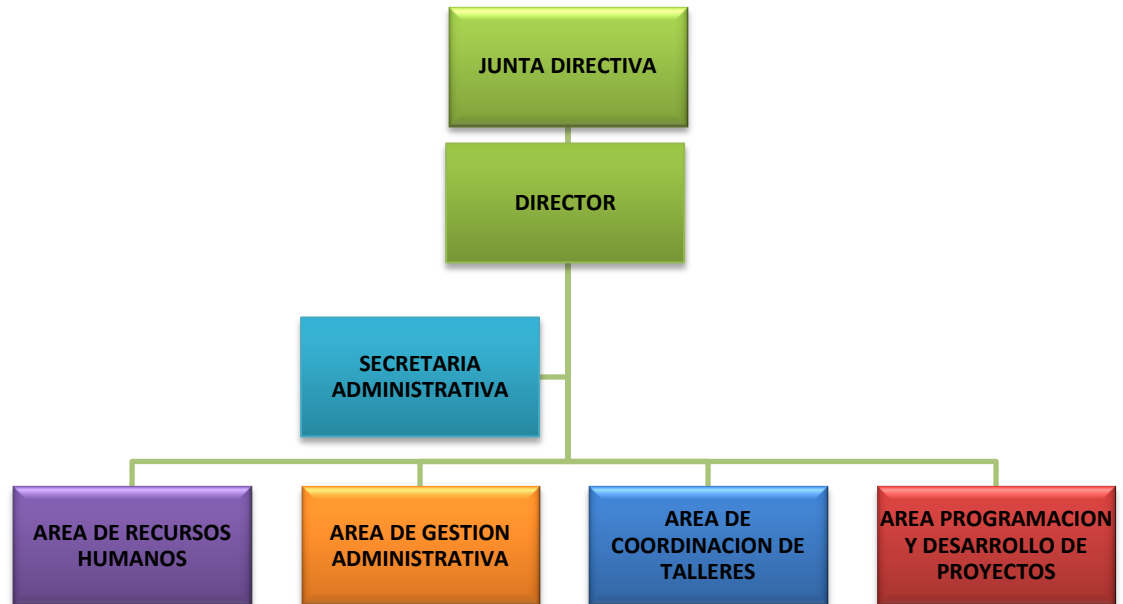 JUNTA DIRECTIVA
DIRECTOR
SECRETARIA
ADMINISTRATIVA
AREA DE RECURSOS
HUMANOS
AREA DE GESTION
ADMINISTRATIVA
AREA DE
COORDINACION DE
TALLERES
AREA PROGRAMACION
Y DESARROLLO DE
PROYECTOS